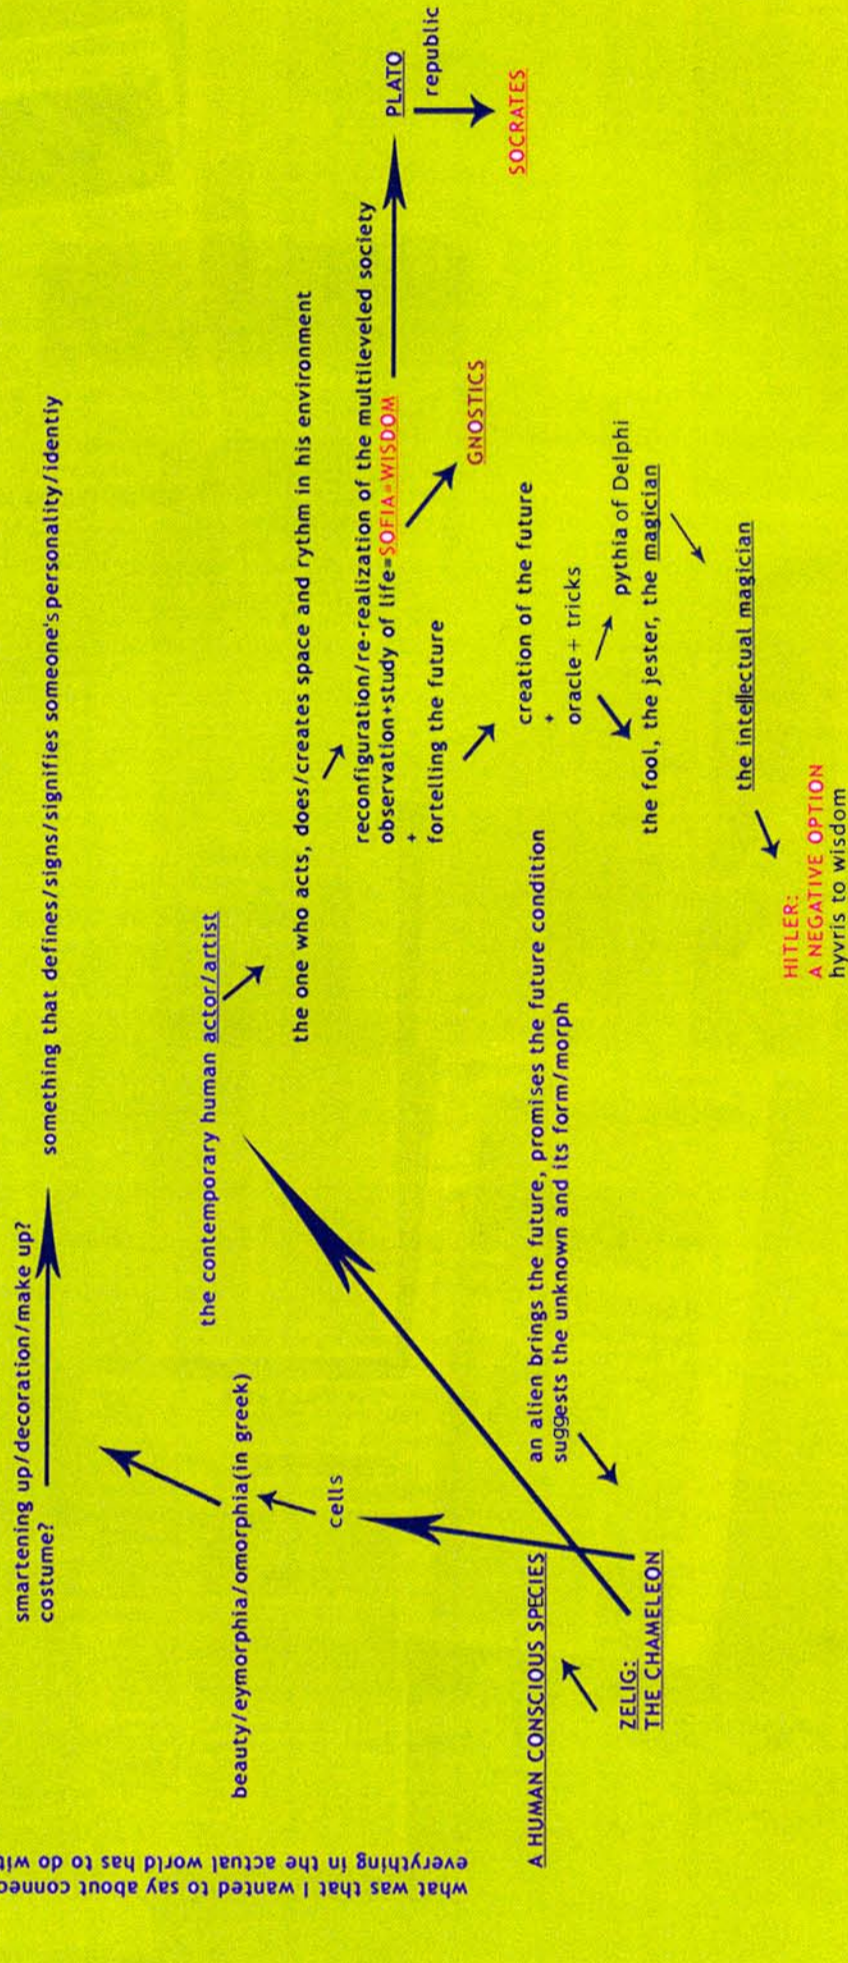 smartening up/decoration/make up?
costume?
something that defines/signs/signifies someone's personality/identiy
the contemporary human actor/artist
beauty/eymorphia/omorphia(in greek)
cells
the one who acts, does/creates space and rythm in his environment
reconfiguration/re-realization of the multileveled society
observation+study of life=SOFIA=WISDOM
+
fortelling the future
PLATO
republic
SOCRATES
GNOSTICS
creation of the future
+
oracle+ tricks
pythia of Delphi
the fool, the jester, the magician
the intellectual magician
HITLER:
A NEGATIVE OPTION
hyvris to wisdom
an alien brings the future, promises the future condition
suggests the unknown and its form/morph
A HUMAN CONSCIOUS SPECIES
ZELIG:
THE CHAMELEON
what was that I wanted to say about
everything in the actual world has to do